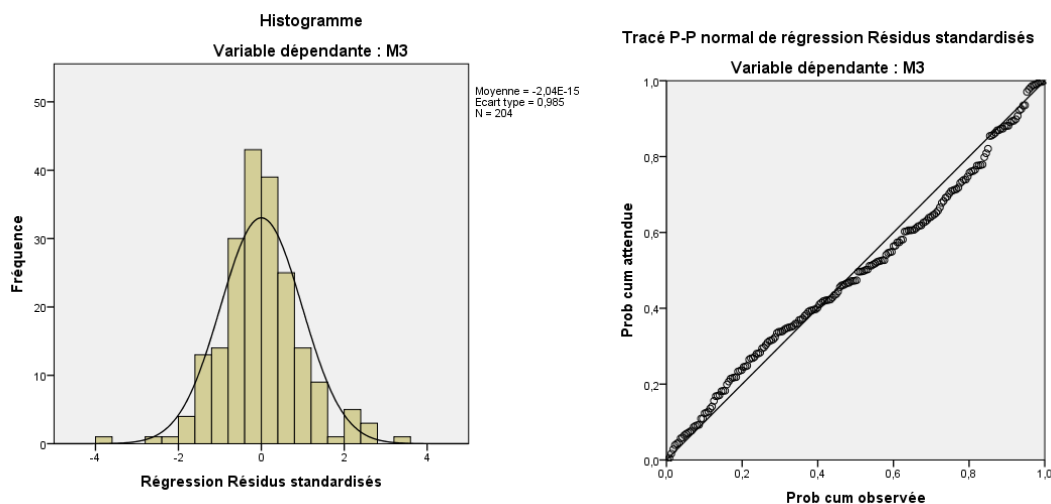 Histogramme
Variable dépendante : M3
Moyenne = -2,04E-15
Ecart type = 0,985
N = 204
Fréquence
50
40
30
20
10
0
-4 -2 0 2 4
Régression Résidus standardisés
Tracé P-P normal de régression Résidus standardisés
Variable dépendante : M3
Prob cum attendue
1,0
0,8
0,6
0,4
0,2
0,0
0,0 0,2 0,4 0,6 0,8 1,0
Prob cum observée